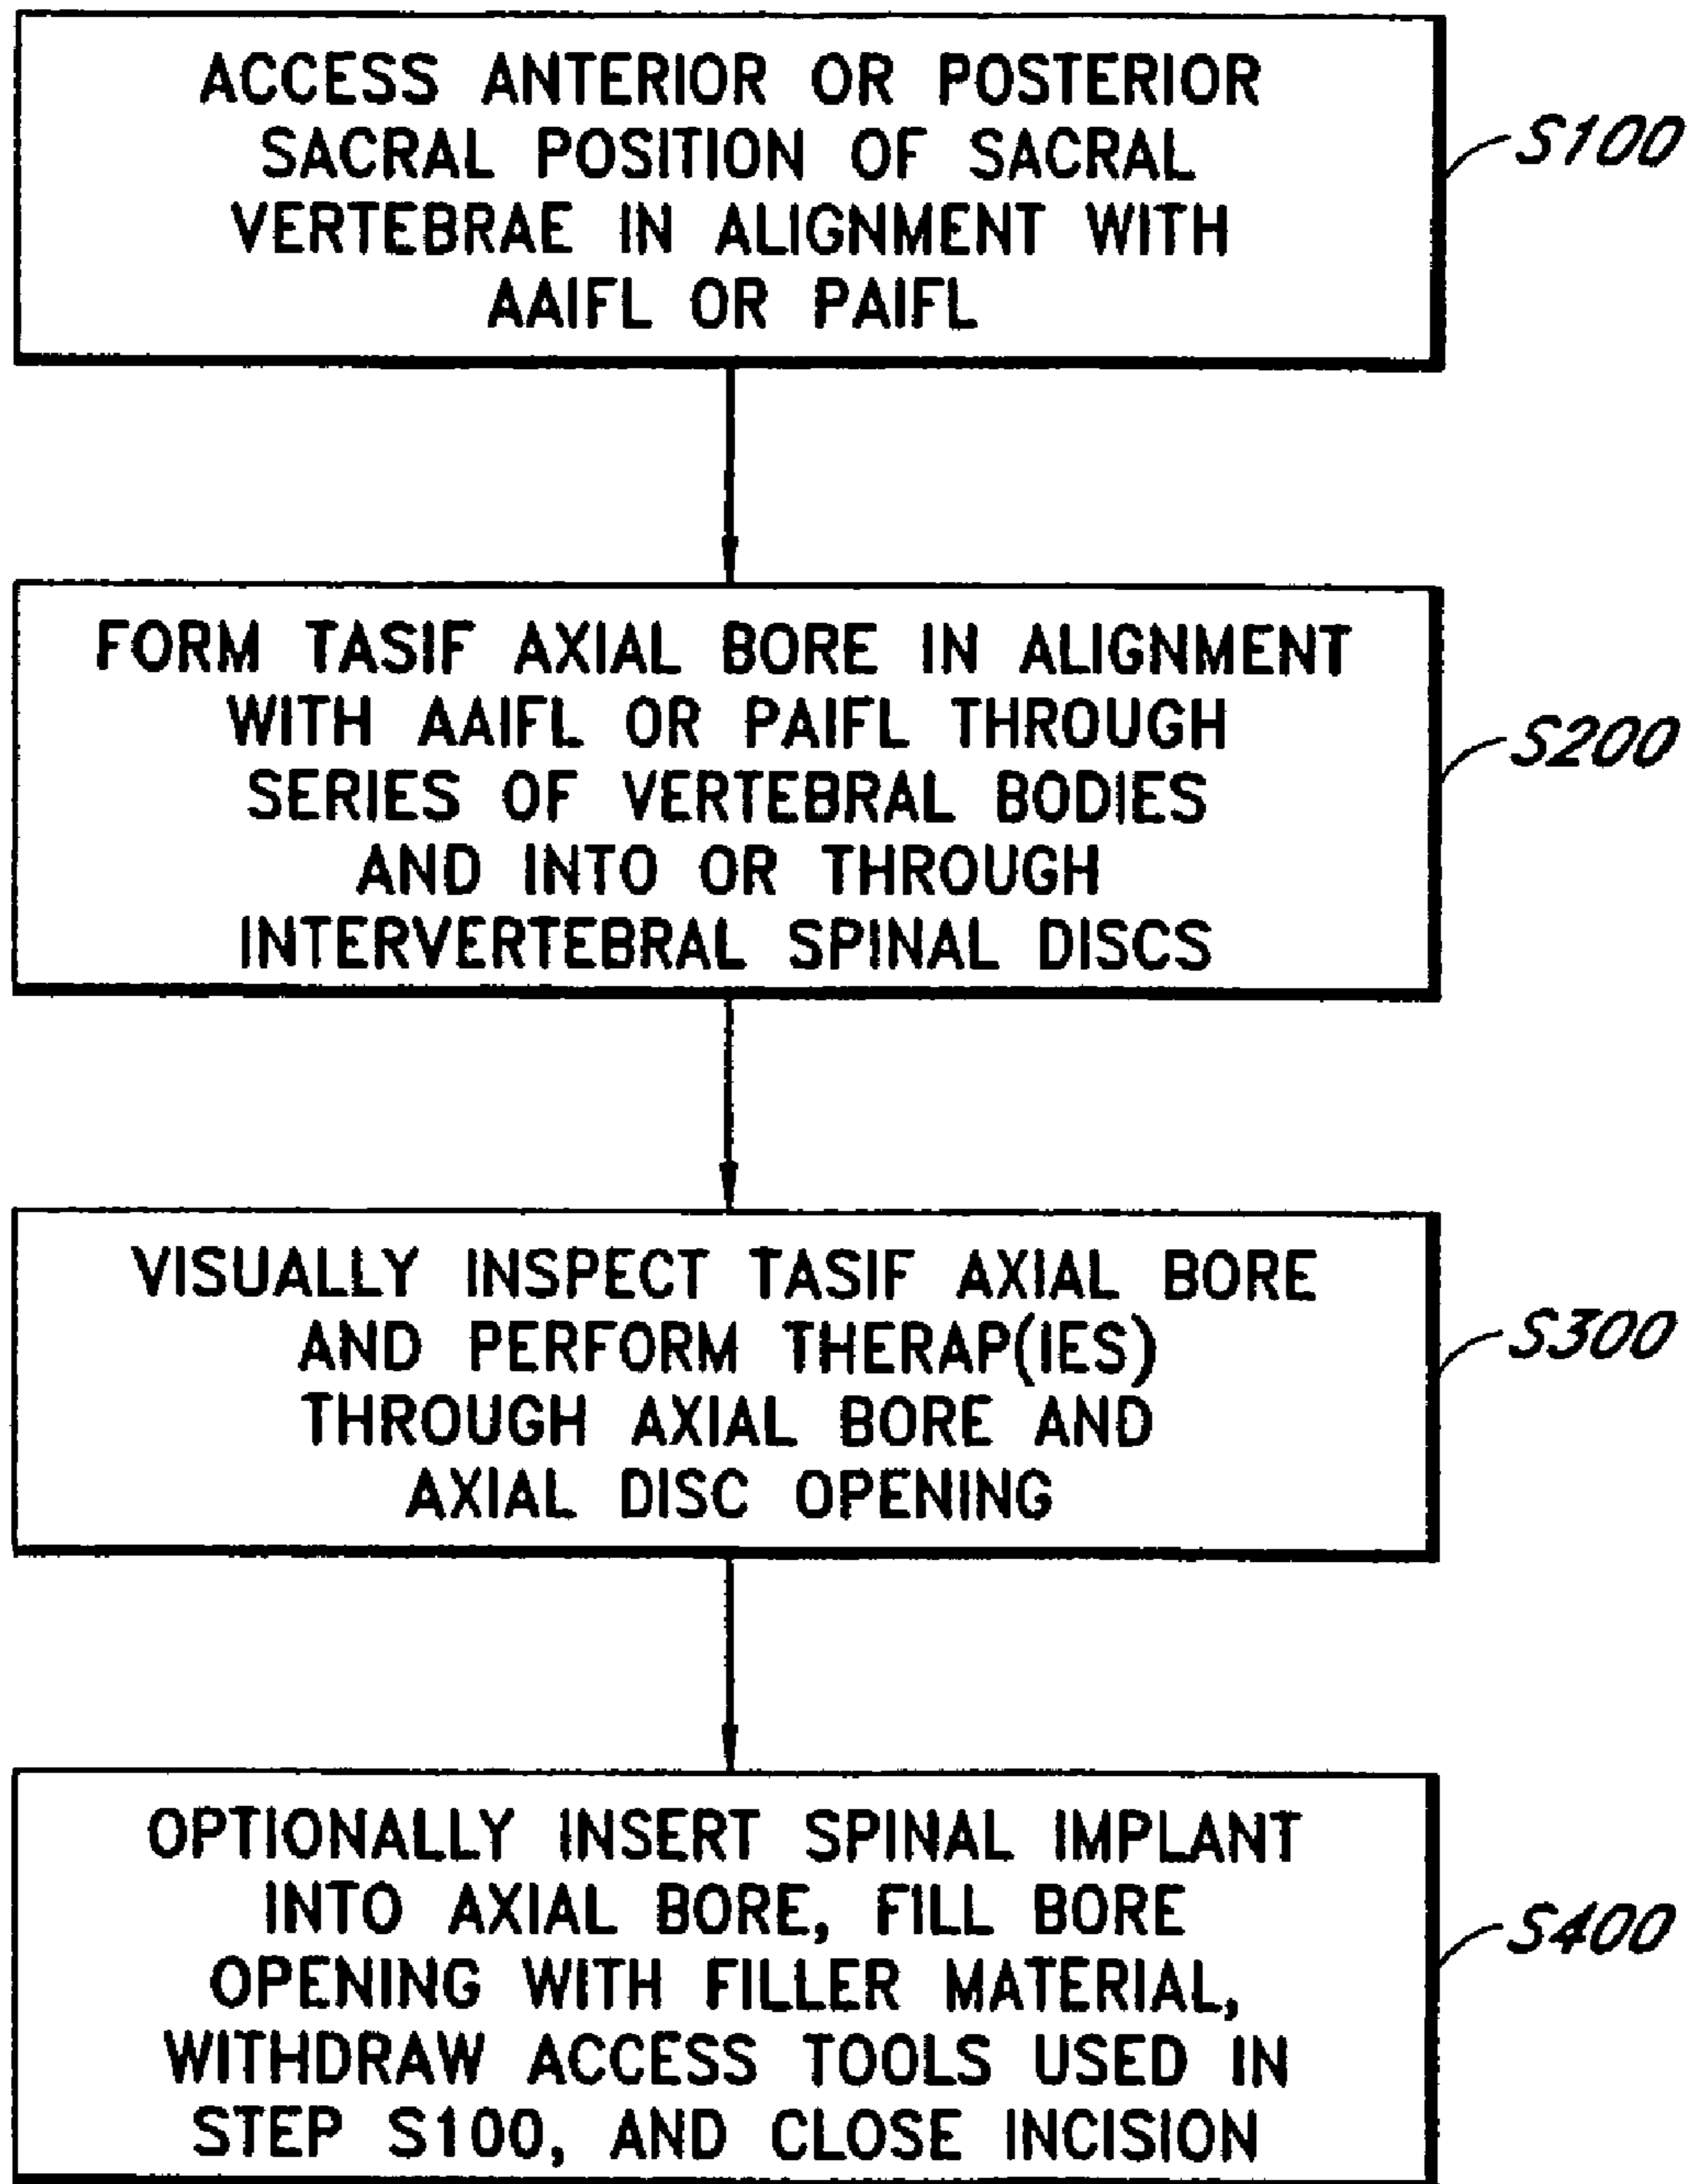 ACCESS ANTERIOR OR POSTERIOR
SACRAL POSITION OF SACRAL
VERTEBRAE IN ALIGNMENT WITH
AAIFL OR PAIFL
S100
FORM TASIF AXIAL BORE IN ALIGNMENT
WITH AAIFL OR PAIFL THROUGH
SERIES OF VERTEBRAL BODIES
AND INTO OR THROUGH
INTERVERTEBRAL SPINAL DISCS
S200
VISUALLY INSPECT TASIF AXIAL BORE
AND PERFORM THERAP(IES)
THROUGH AXIAL BORE AND
AXIAL DISC OPENING
S300
OPTIONALLY INSERT SPINAL IMPLANT
INTO AXIAL BORE, FILL BORE
OPENING WITH FILLER MATERIAL,
WITHDRAW ACCESS TOOLS USED IN
STEP S100, AND CLOSE INCISION
S400